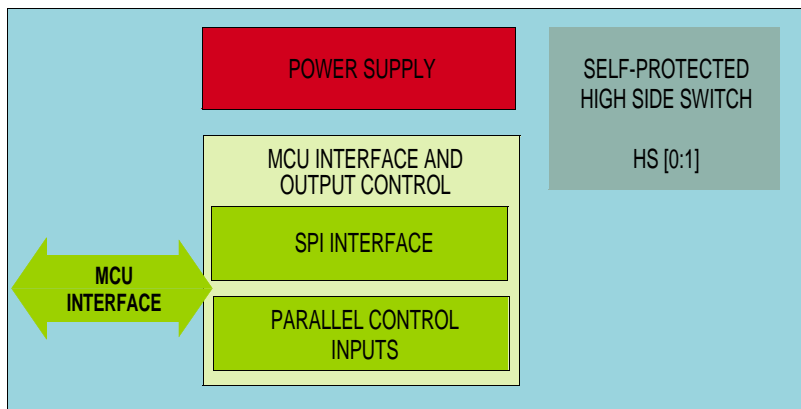 POWER SUPPLY
SELF-PROTECTED
HIGH SIDE SWITCH
HS [0:1]
MCU INTERFACE AND
OUTPUT CONTROL
SPI INTERFACE
MCU
INTERFACE
PARALLEL CONTROL
INPUTS